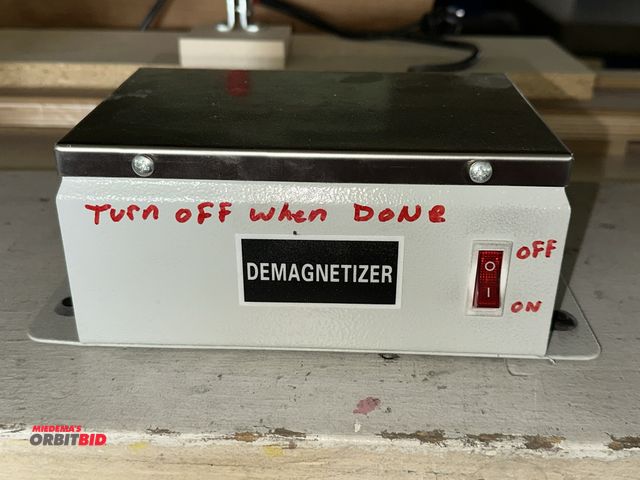 Turn OFF when DONE
DEMAGNETIZER
OFF
ON
MIEDEMA'S
ORBITBID